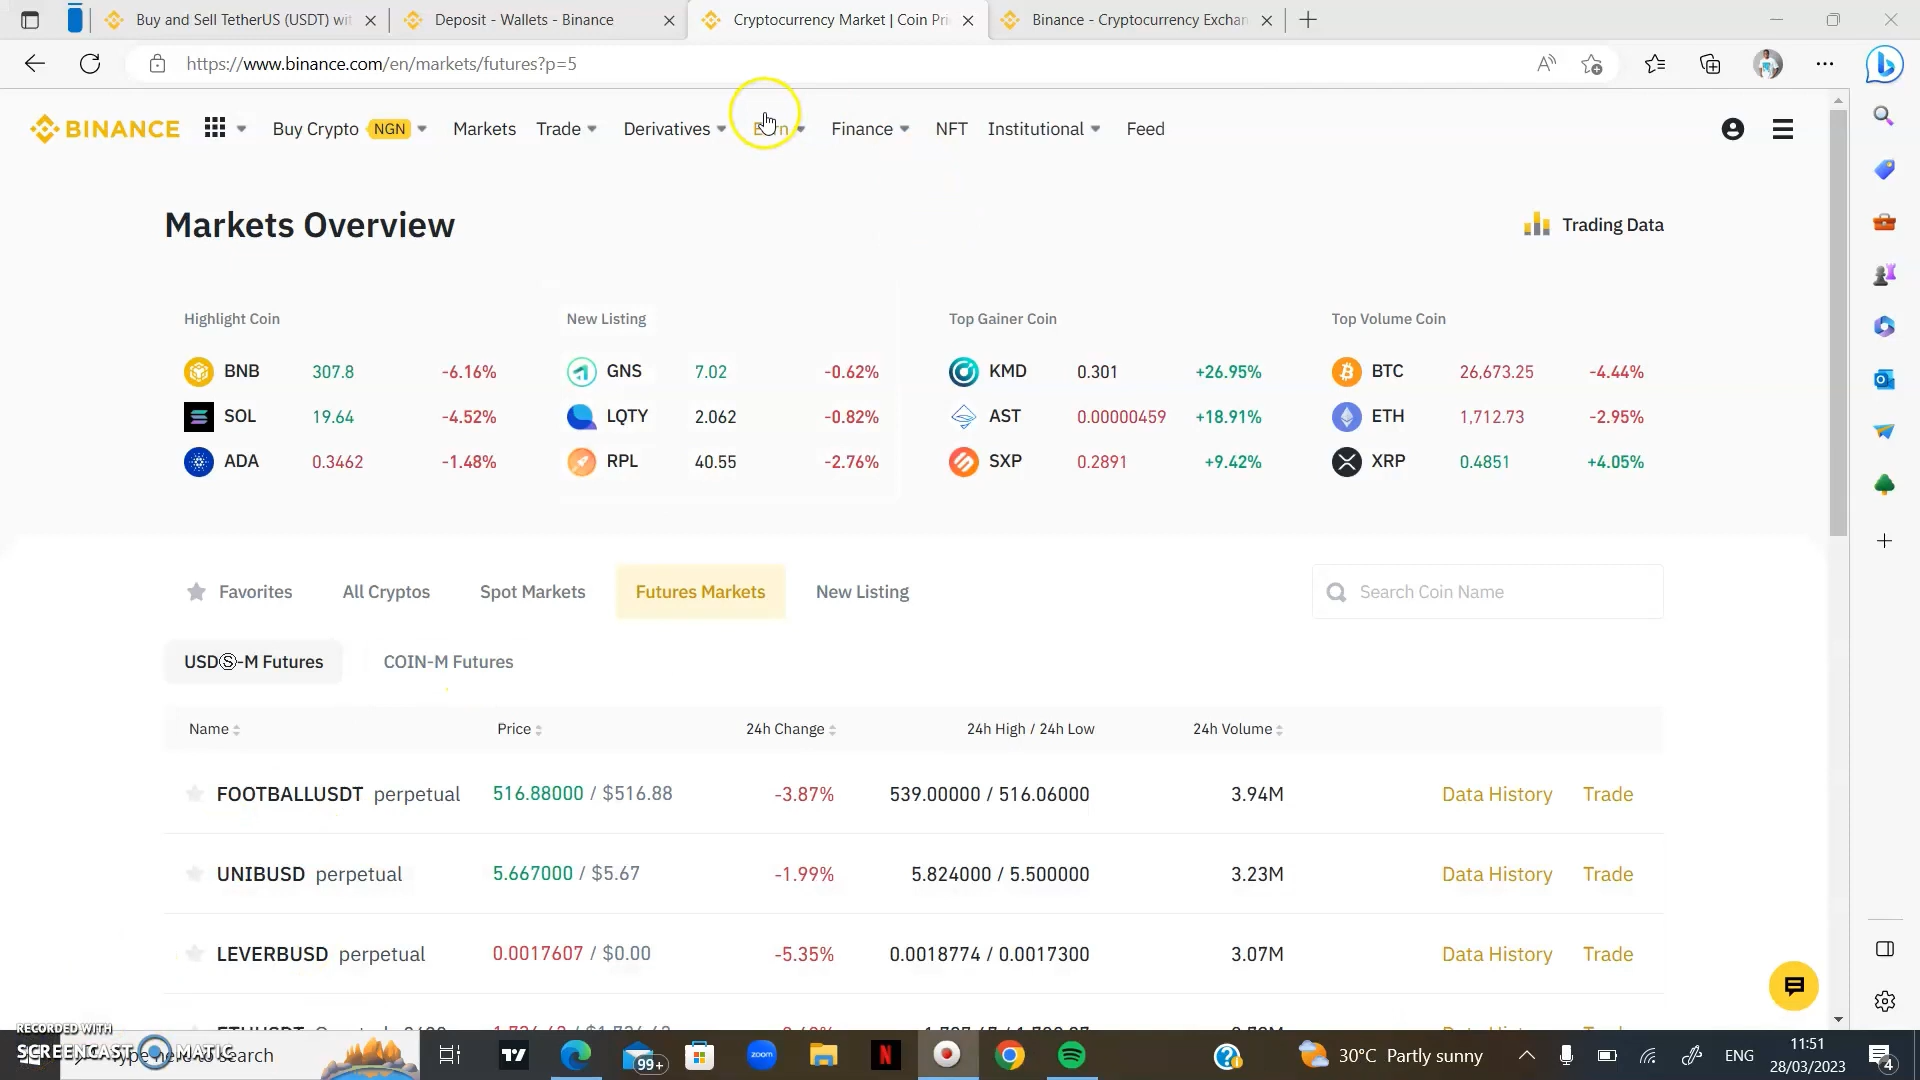 Buy and Sell TetherUS (USDT) wit
Deposit - Wallets - Binance
Cryptocurrency Market | Coin Pri
Binance - Cryptocurrency Exchan
https://www.binance.com/en/markets/futures?p=5
BINANCE Buy Crypto NGN Markets Trade Derivatives Earn Finance NFT Institutional Feed
Markets Overview
Trading Data
Highlight Coin New Listing Top Gainer Coin Top Volume Coin
BNB 307.8 -6.16% GNS 7.02 -0.62% KMD 0.301 +26.95% BTC 26,673.25 -4.44%
SOL 19.64 -4.52% LQTY 2.062 -0.82% AST 0.00000459 +18.91% ETH 1,712.73 -2.95%
ADA 0.3462 -1.48% RPL 40.55 -2.76% SXP 0.2891 +9.42% XRP 0.4851 +4.05%
Favorites All Cryptos Spot Markets Futures Markets New Listing Search Coin Name
USDⓈ-M Futures COIN-M Futures
Name Price 24h Change 24h High / 24h Low 24h Volume
FOOTBALLUSDT perpetual 516.88000 / $516.88 -3.87% 539.00000 / 516.06000 3.94M Data History Trade
UNIBUSD perpetual 5.667000 / $5.67 -1.99% 5.824000 / 5.500000 3.23M Data History Trade
LEVERBUSD perpetual 0.0017607 / $0.00 -5.35% 0.0018774 / 0.0017300 3.07M Data History Trade
RECORDED WITH
SCREENCAST MATIC
Type here to search
99+
zoom
N
30°C Partly sunny
ENG
11:51
28/03/2023
4